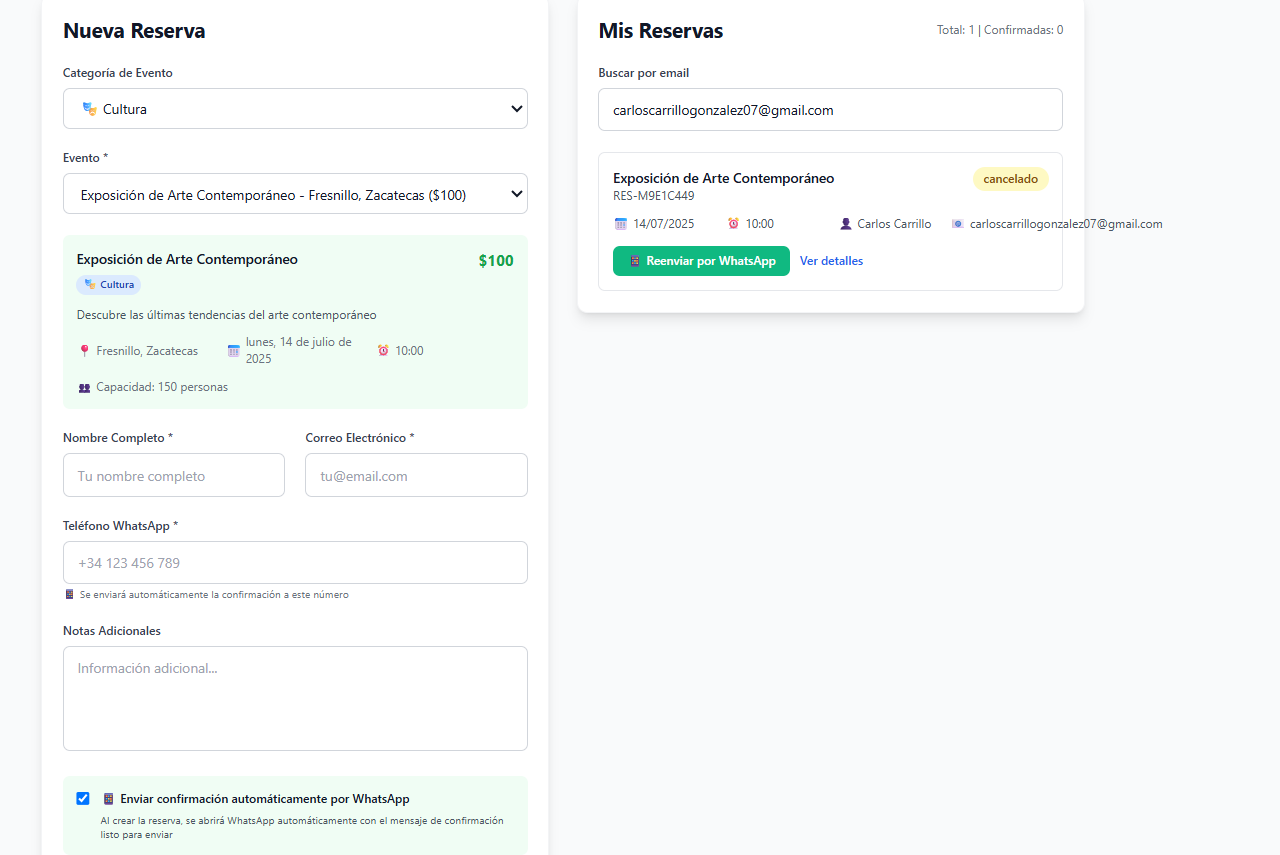 Nueva Reserva
Categoría de Evento
🎭 Cultura
Evento *
Exposición de Arte Contemporáneo - Fresnillo, Zacatecas ($100)
Exposición de Arte Contemporáneo $100
🎭 Cultura
Descubre las últimas tendencias del arte contemporáneo
📍 Fresnillo, Zacatecas
📅 lunes, 14 de julio de
2025
⏰ 10:00
👥 Capacidad: 150 personas
Nombre Completo *
Tu nombre completo
Correo Electrónico *
tu@email.com
Teléfono WhatsApp *
+34 123 456 789
📱 Se enviará automáticamente la confirmación a este número
Notas Adicionales
Información adicional...
📱 Enviar confirmación automáticamente por WhatsApp
Al crear la reserva, se abrirá WhatsApp automáticamente con el mensaje de confirmación
listo para enviar
Mis Reservas
Total: 1 | Confirmadas: 0
Buscar por email
carloscarrillogonzalez07@gmail.com
Exposición de Arte Contemporáneo
cancelado
RES-M9E1C449
📅 14/07/2025 ⏰ 10:00 👤 Carlos Carrillo 📧 carloscarrillogonzalez07@gmail.com
📱 Reenviar por WhatsApp Ver detalles